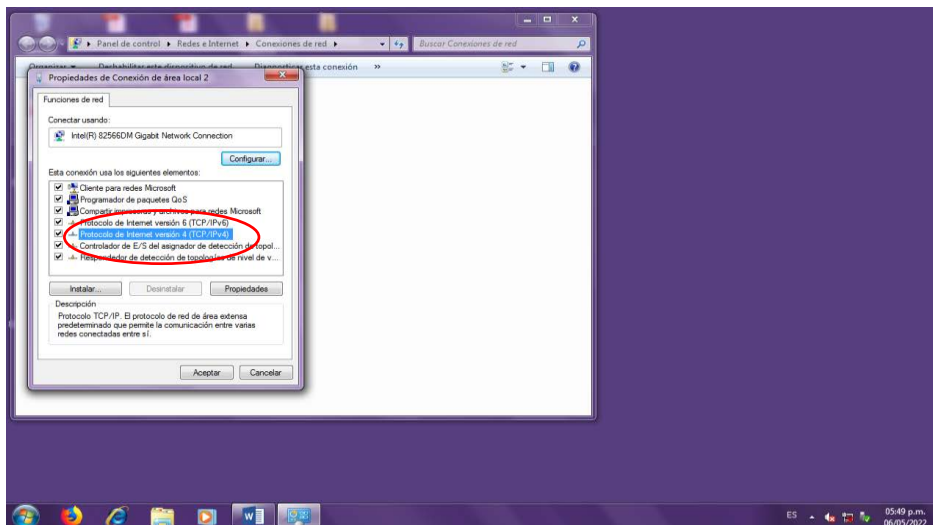 Panel de control Redes e Internet Conexiones de red Buscar Conexiones de red
Organizar Deshabilitar este dispositivo de red Diagnosticar esta conexión »
Propiedades de Conexión de área local 2
Funciones de red
Conectar usando:
Intel(R) 82566DM Gigabit Network Connection
Configurar...
Esta conexión usa los siguientes elementos:
Cliente para redes Microsoft
Programador de paquetes QoS
Compartir impresoras y archivos para redes Microsoft
Protocolo de Internet versión 6 (TCP/IPv6)
Protocolo de Internet versión 4 (TCP/IPv4)
Controlador de E/S del asignador de detección de topol...
Respondedor de detección de topologías de nivel de v...
Instalar... Desinstalar Propiedades
Descripción
Protocolo TCP/IP. El protocolo de red de área extensa
predeterminado que permite la comunicación entre varias
redes conectadas entre sí.
Aceptar Cancelar
ES 05:49 p.m.
06/05/2022